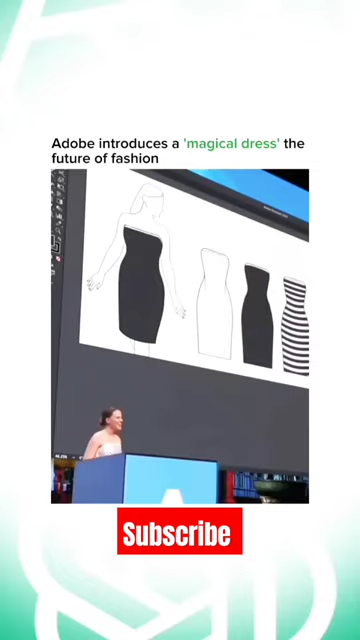 Adobe introduces a 'magical dress' the
future of fashion
Subscribe